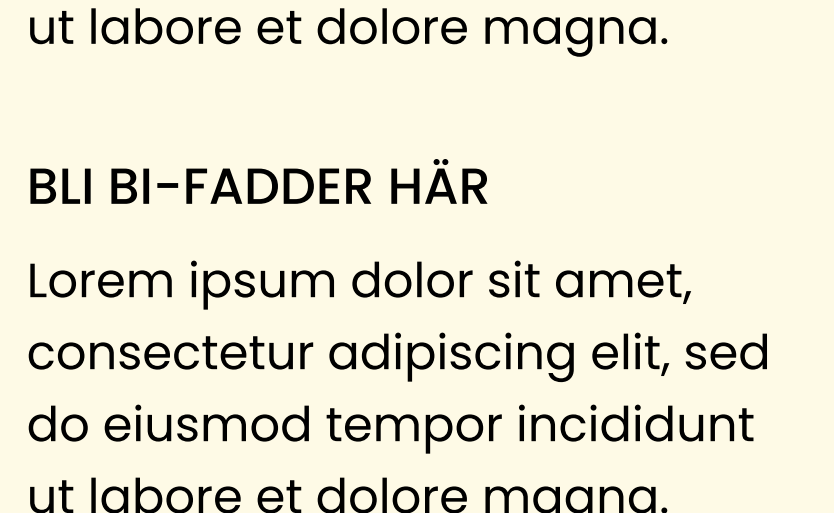 ut labore et dolore magna.
BLI BI-FADDER HÄR
Lorem ipsum dolor sit amet,
consectetur adipiscing elit, sed
do eiusmod tempor incididunt
ut labore et dolore magna.